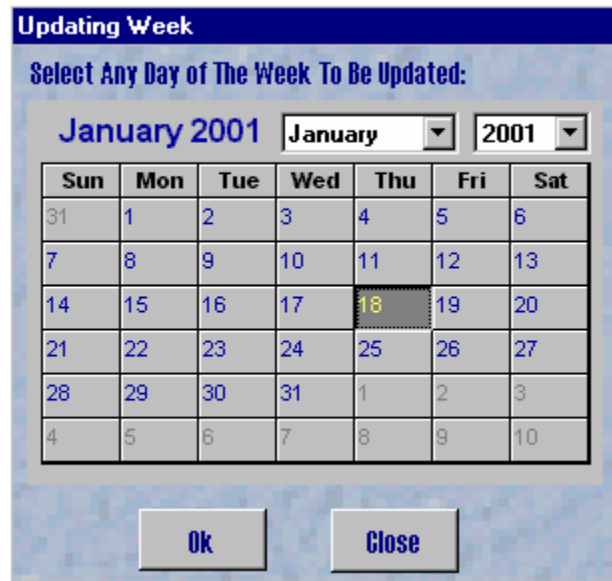 Updating Week
Select Any Day of The Week To Be Updated:
January 2001 January 2001
Sun Mon Tue Wed Thu Fri Sat
31 1 2 3 4 5 6
7 8 9 10 11 12 13
14 15 16 17 18 19 20
21 22 23 24 25 26 27
28 29 30 31 1 2 3
4 5 6 7 8 9 10
Ok Close